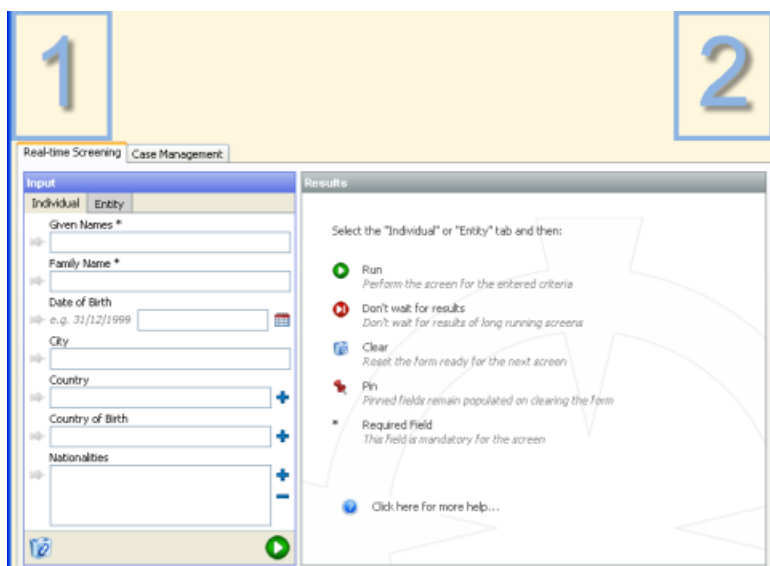 1
2
Real-time Screening Case Management
Input
Individual Entity
Given Names *
Family Name *
Date of Birth
e.g. 31/12/1999
City
Country
Country of Birth
Nationalities
Results
Select the "Individual" or "Entity" tab and then:
Run
Perform the screen for the entered criteria
Don't wait for results
Don't wait for results of long running screens
Clear
Reset the form ready for the next screen
Pin
Pinned fields remain populated on clearing the form
* Required Field
This field is mandatory for the screen
Click here for more help...